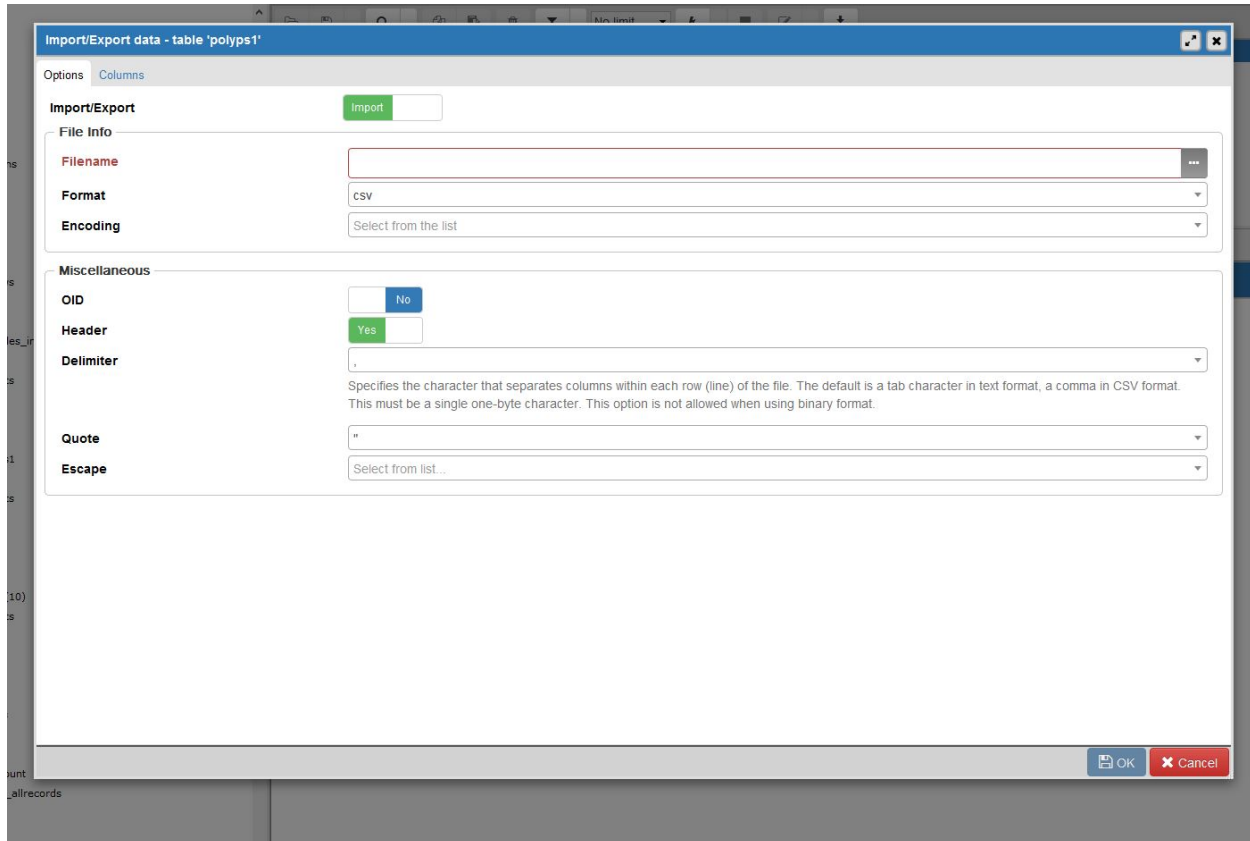 No limit
Import/Export data - table 'polyps1'
Options Columns
Import/Export Import
File Info
Filename
Format csv
Encoding Select from the list
Miscellaneous
OID No
Header Yes
Delimiter ,
Specifies the character that separates columns within each row (line) of the file. The default is a tab character in text format, a comma in CSV format.
This must be a single one-byte character. This option is not allowed when using binary format.
Quote "
Escape Select from list...
(10)
OK Cancel
_allrecords